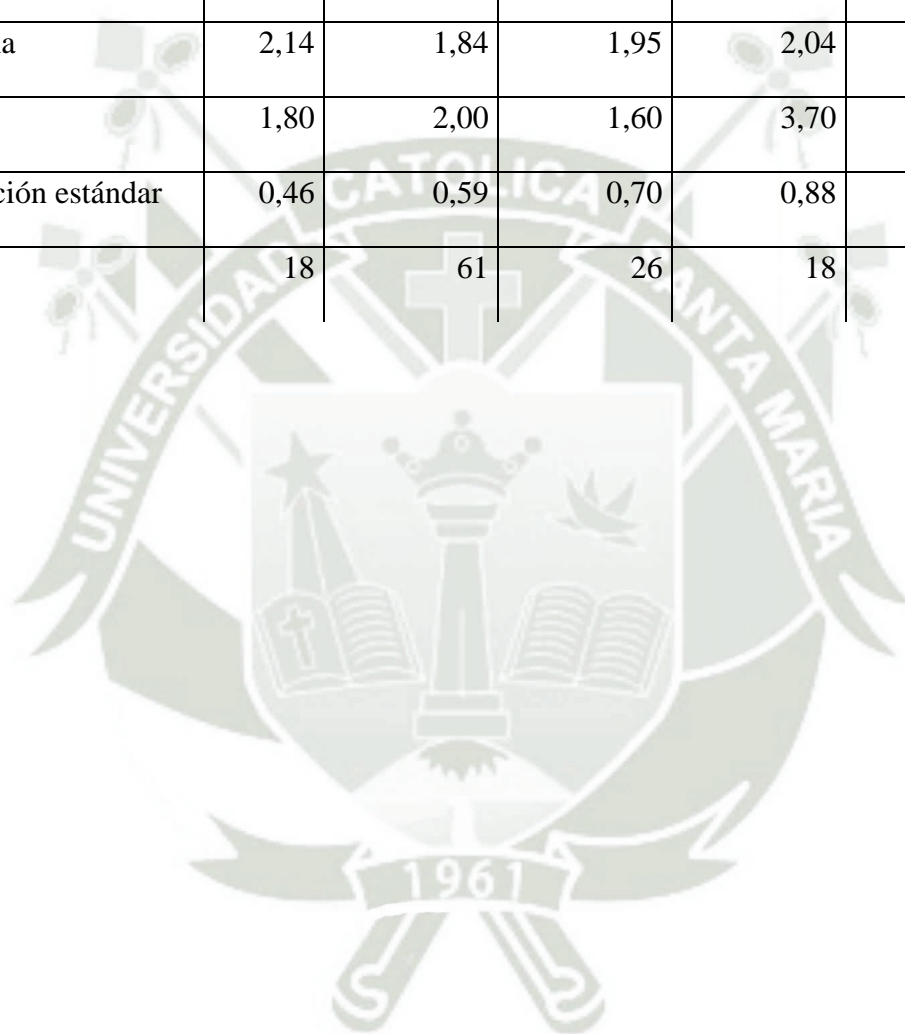 a 2,14 1,84 1,95 2,04
1,80 2,00 1,60 3,70
ción estándar 0,46 0,59 0,70 0,88
18 61 26 18
UNIVERSIDAD CATOLICA SANTA MARIA
1961